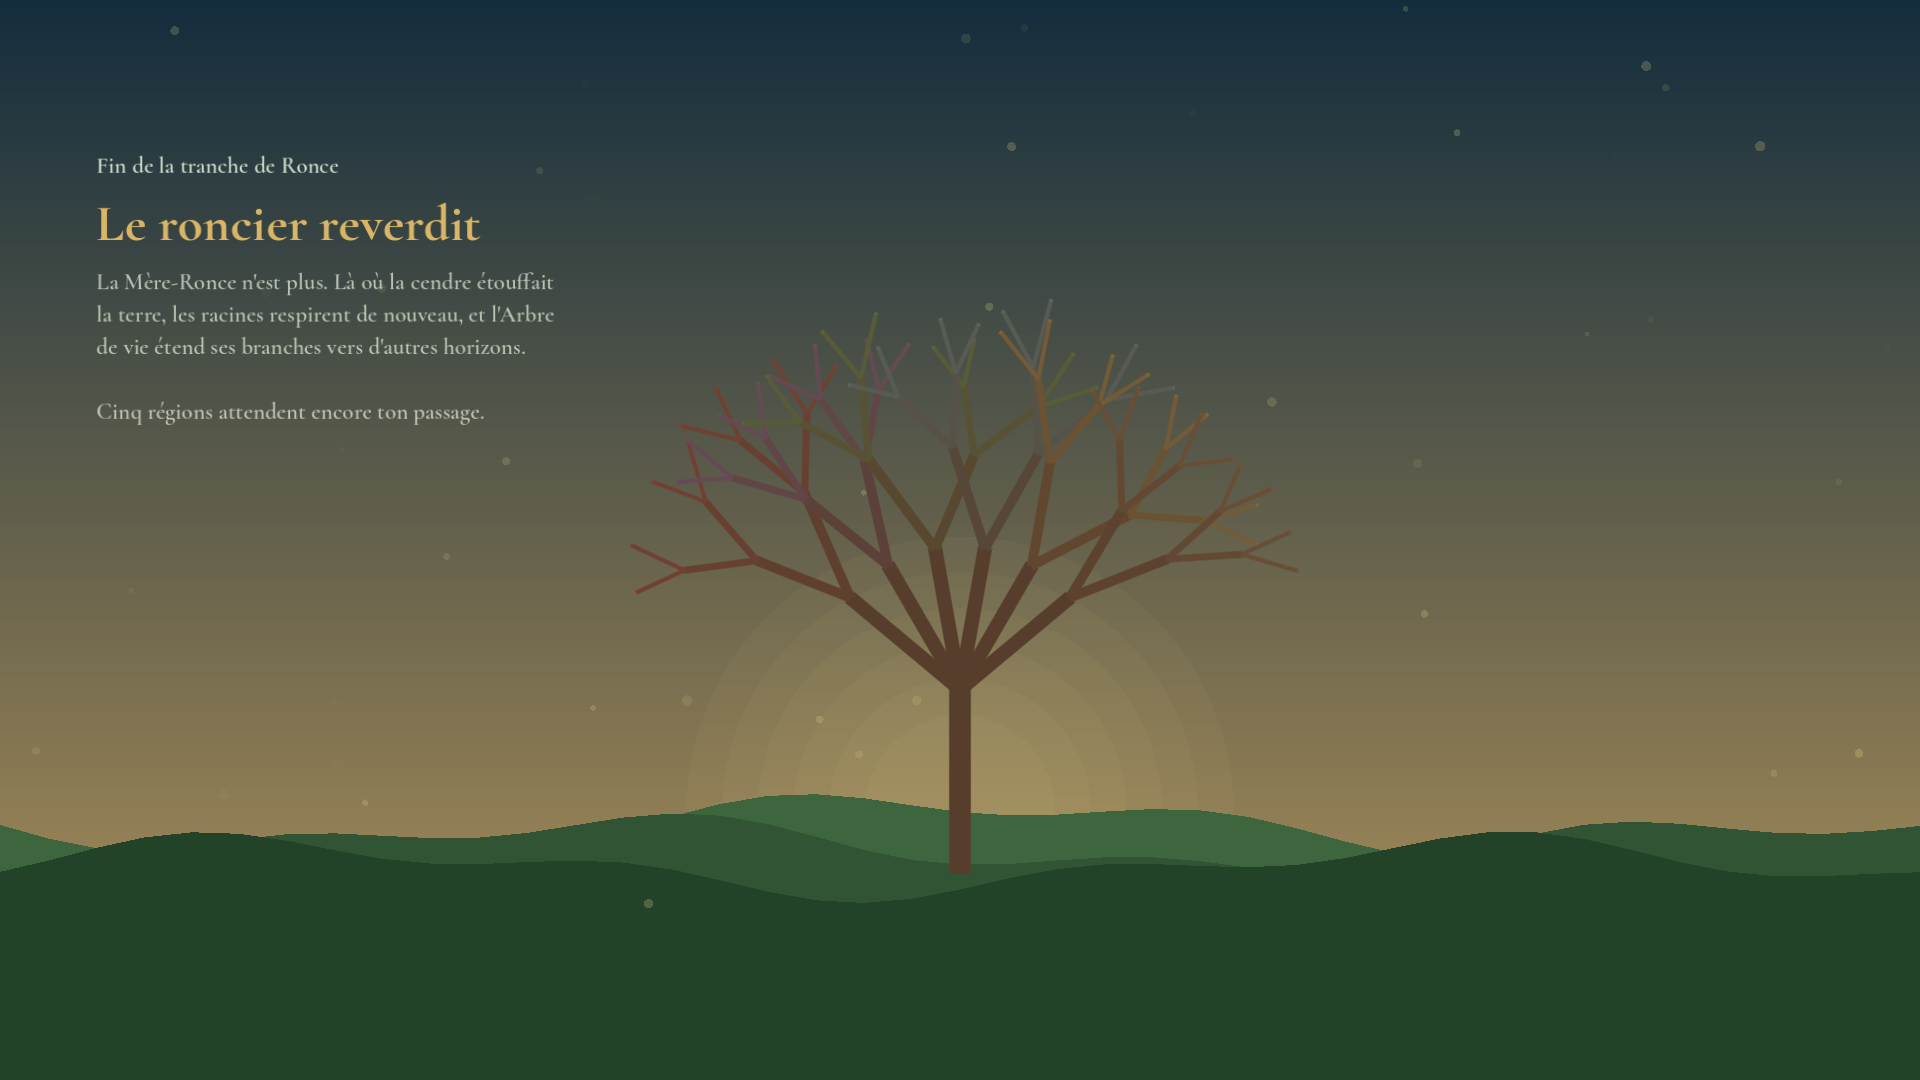 Fin de la tranche de Ronce
Le roncier reverdit
La Mère-Ronce n'est plus. Là où la cendre étouffait
la terre, les racines respirent de nouveau, et l'Arbre
de vie étend ses branches vers d'autres horizons.
Cinq régions attendent encore ton passage.